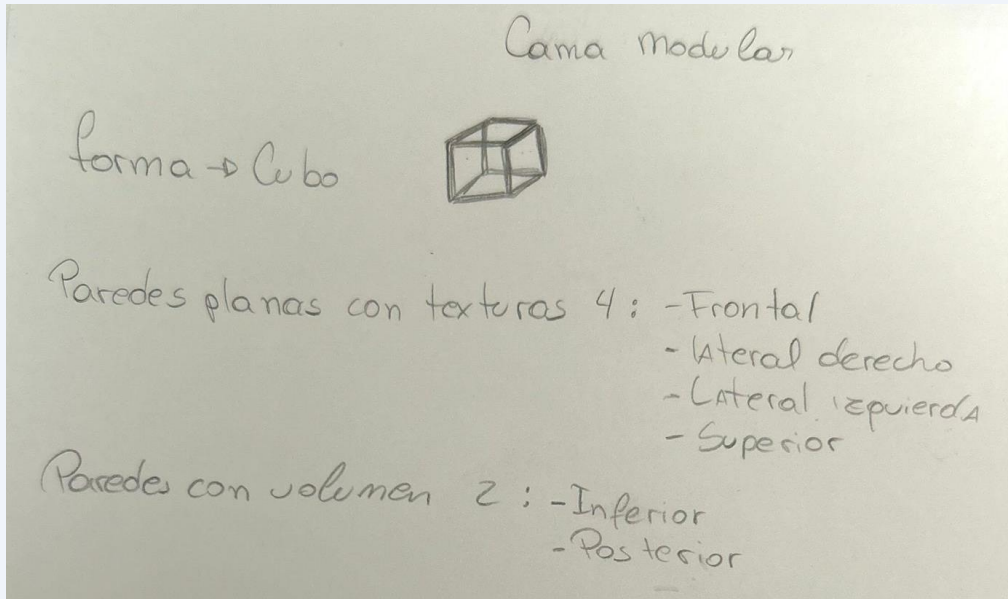 Cama modular
forma → Cubo
Paredes planas con texturas 4: - Frontal
- lAteral derecho
- LAteral izquierdA
- Superior
Paredes con volumen 2: - Inferior
- Posterior